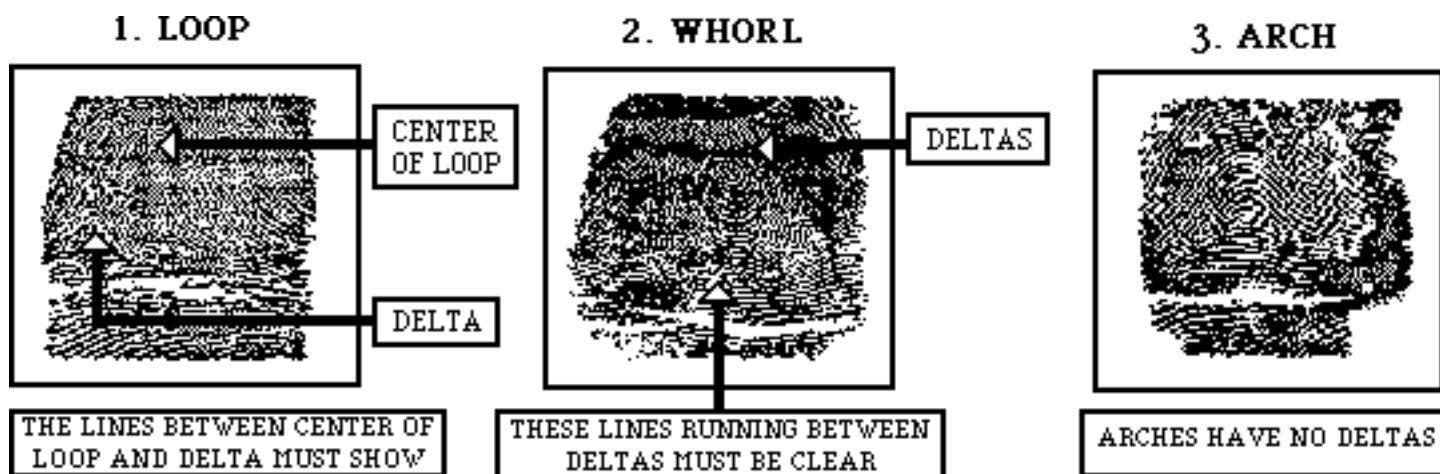 1. LOOP
2. WHORL
3. ARCH
CENTER
OF LOOP
DELTAS
DELTA
THE LINES BETWEEN CENTER OF
LOOP AND DELTA MUST SHOW
THESE LINES RUNNING BETWEEN
DELTAS MUST BE CLEAR
ARCHES HAVE NO DELTAS